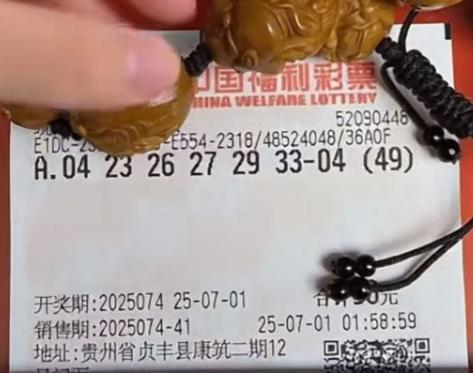 中国福利彩票
CHINA WELFARE LOTTERY
52090448
E554-2318/48524048/36A0F
A.04 23 26 27 29 33-04 (49)
开奖期:2025074 25-07-01
元
销售期:2025074-41 25-07-01 01:58:59
地址:贵州省贞丰县康筑二期12